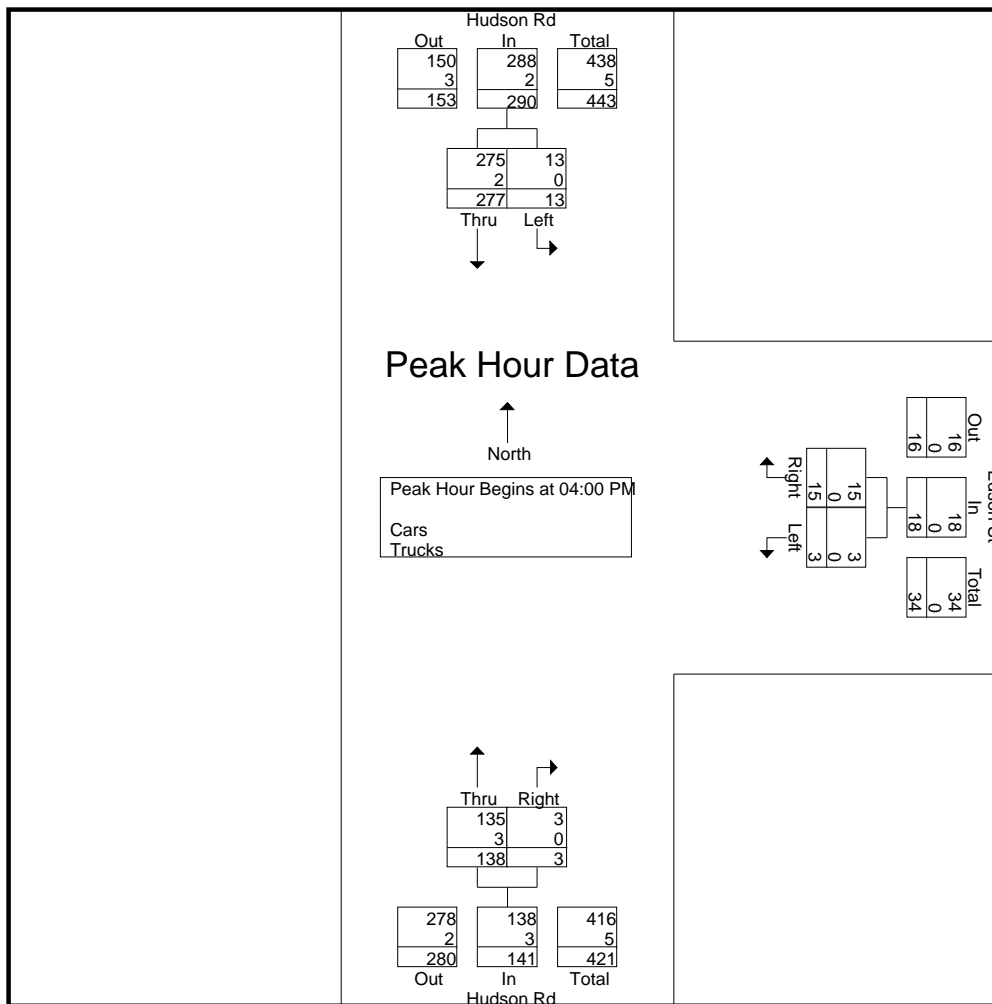 Hudson Rd
Out In Total
150 288 438
3 2 5
153 290 443
275 13
2 0
277 13
Thru Left
Peak Hour Data
North
Peak Hour Begins at 04:00 PM
Cars
Trucks
Right Left
15 3
0 0
15 3
Out In Total
16 18 34
0 0 0
16 18 34
Thru Right
135 3
3 0
138 3
278 138 416
2 3 5
280 141 421
Out In Total
Hudson Rd